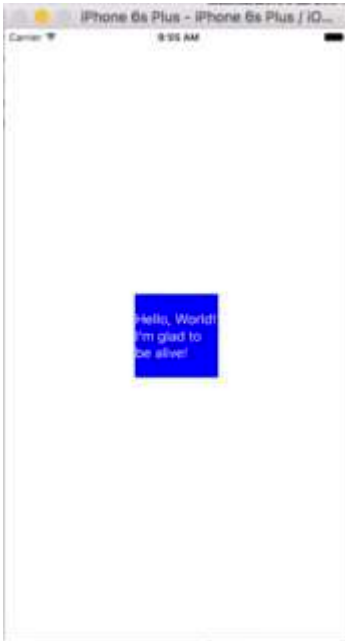 iPhone 6s Plus - iPhone 6s Plus / iO...
Carrier 9:55 AM
Hello, World!
I'm glad to
be alive!